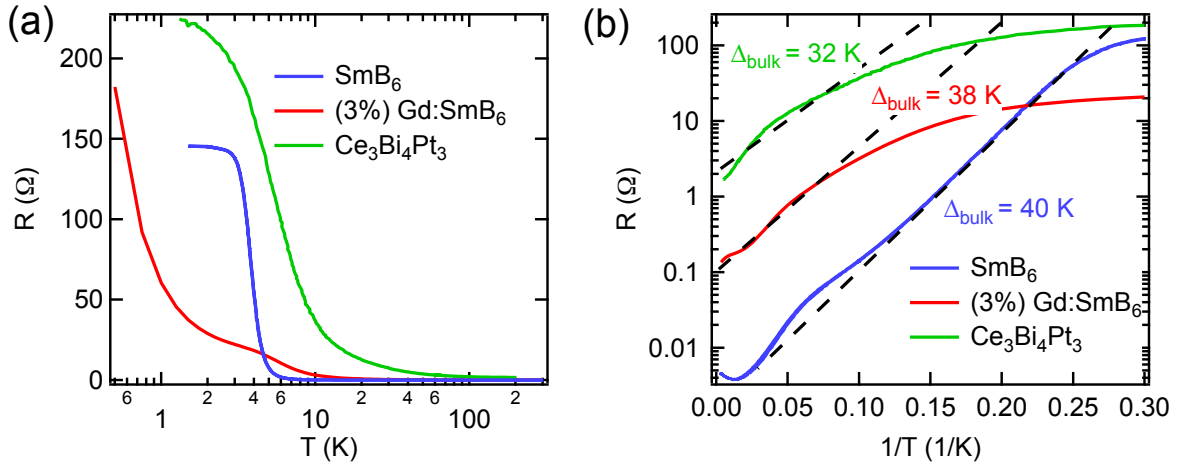 (a)
200
150
100
50
0
R (Ω)
SmB₆
(3%) Gd:SmB₆
Ce₃Bi₄Pt₃
6 1 2 4 6 10 2 4 6 100 2
T (K)
(b)
100
10
1
0.1
0.01
0.001
R (Ω)
Δbulk = 32 K
Δbulk = 38 K
Δbulk = 40 K
SmB₆
(3%) Gd:SmB₆
Ce₃Bi₄Pt₃
0.00 0.05 0.10 0.15 0.20 0.25 0.30
1/T (1/K)